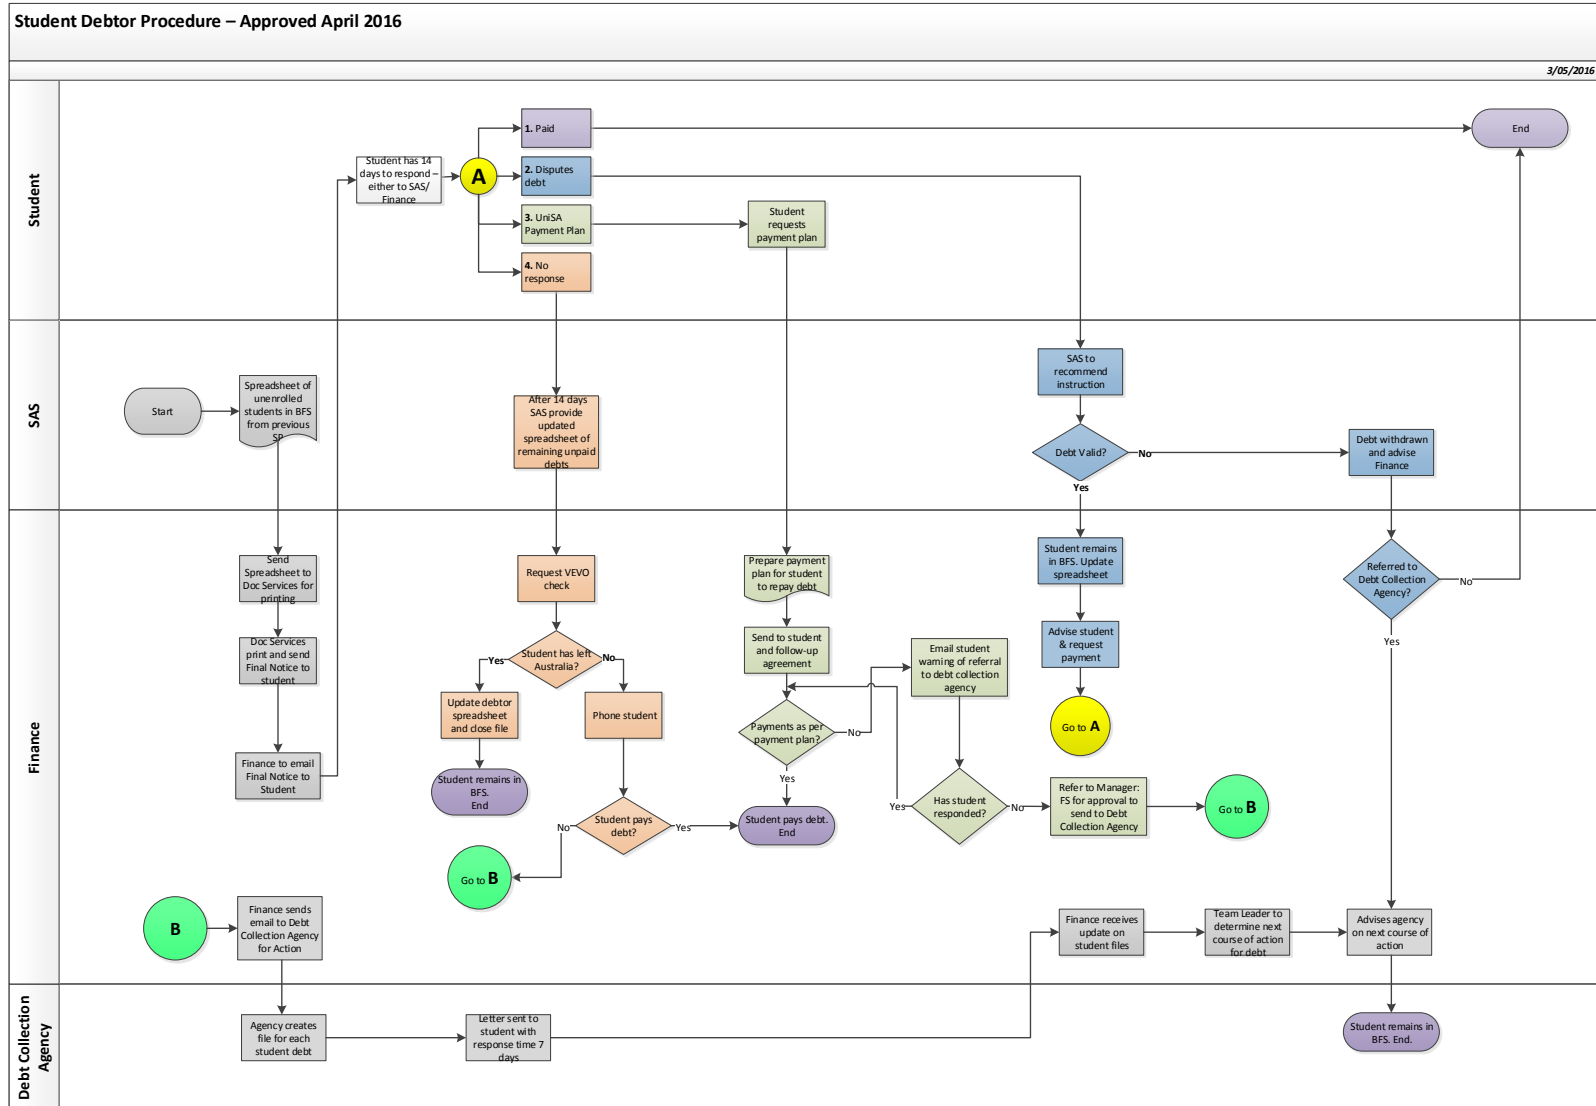 Student Debtor Procedure – Approved April 2016
3/05/2016
Student
1. Paid
End
Student has 14
days to respond –
either to SAS/
Finance
A
2. Disputes
debt
3. UniSA
Payment Plan
Student
requests
payment plan
4. No
response
SAS
Start
Spreadsheet of
unenrolled
students in BFS
from previous
SP
After 14 days
SAS provide
updated
spreadsheet of
remaining unpaid
debts
SAS to
recommend
instruction
Debt Valid?
No
Yes
Debt withdrawn
and advise
Finance
Finance
Send
Spreadsheet to
Doc Services for
printing
Doc Services
print and send
Final Notice to
student
Finance to email
Final Notice to
Student
Request VEVO
check
Student has left
Australia?
Yes
No
Update debtor
spreadsheet
and close file
Phone student
Student remains in
BFS.
End
Student pays
debt?
No
Yes
Go to B
Prepare payment
plan for student
to repay debt
Send to student
and follow-up
agreement
Payments as per
payment plan?
No
Yes
Student pays debt.
End
Email student
warning of referral
to debt collection
agency
Has student
responded?
Yes
No
Refer to Manager:
FS for approval to
send to Debt
Collection Agency
Go to B
Student remains
in BFS. Update
spreadsheet
Advise student
& request
payment
Go to A
Referred to
Debt Collection
Agency?
No
Yes
B
Finance sends
email to Debt
Collection Agency
for Action
Finance receives
update on
student files
Team Leader to
determine next
course of action
for debt
Advises agency
on next course of
action
Debt Collection
Agency
Agency creates
file for each
student debt
Letter sent to
student with
response time 7
days
Student remains in
BFS. End.